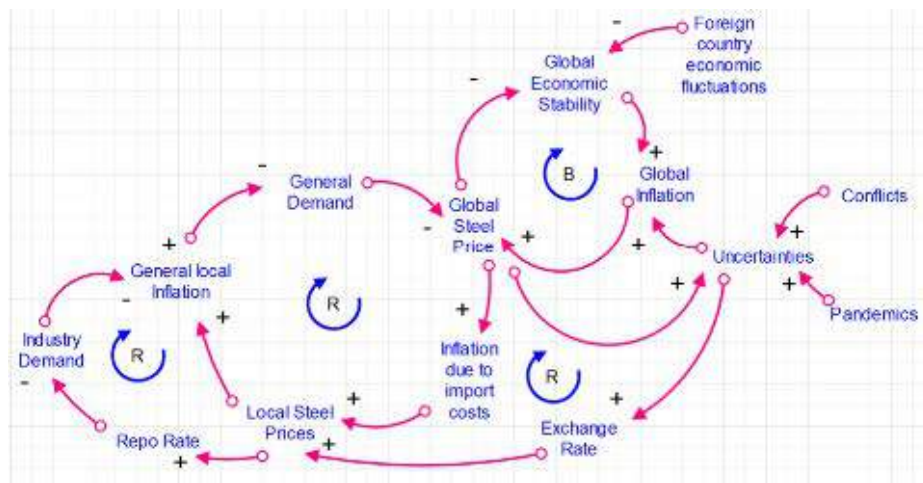 Foreign
country
economic
fluctuations
-
Global
Economic
Stability
-
+
B
Global
Inflation
-
General
Demand
Conflicts
Global
Steel
Price
-
+
+
+
Uncertainties
+
General local
Inflation
-
+
+
+
Pandemics
R
+
+
Industry
Demand
-
R
Inflation
due to
import
costs
R
+
+
Local Steel
Prices
+
Exchange
Rate
Repo Rate
+